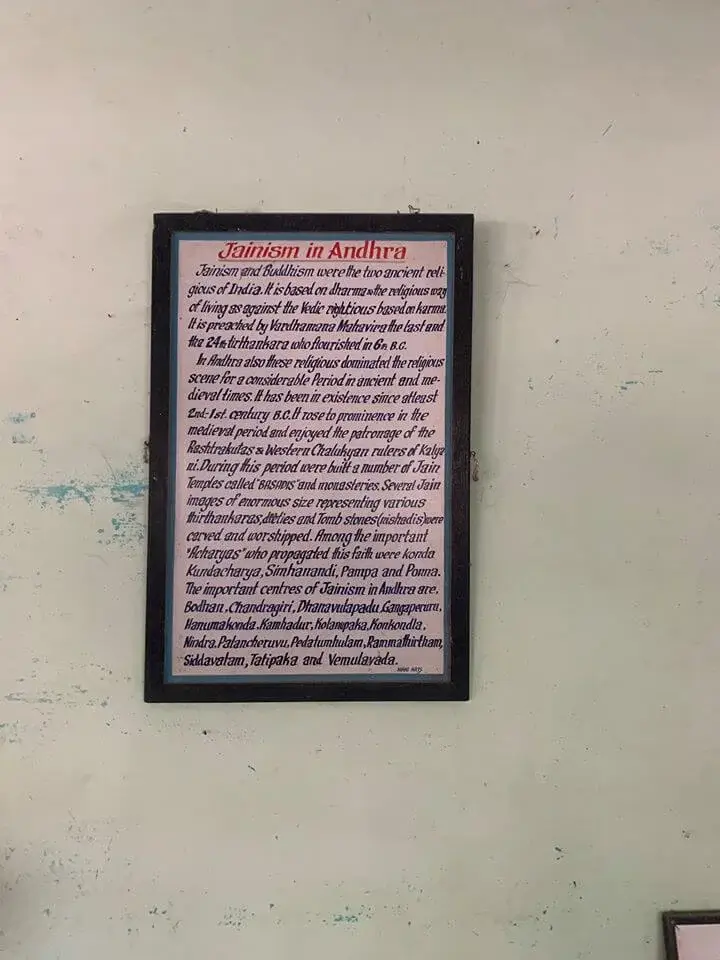 Jainism in Andhra
Jainism and Buddhism were the two ancient reli-
gious of India. It is based on dharma the religious way
of living as against the Vedic rightious based on karma.
It is preached by Vardhamana Mahavira the last and
the 24th tirthankara who flourished in 6th B.C.
In Andhra also these religious dominated the religious
scene for a considerable Period in ancient and me-
dieval times. It has been in existence since atleast
2nd-1st. century B.C. It rose to prominence in the
medieval period and enjoyed the patronage of the
Rashtrakutas & Western Chalukyan rulers of Kalya
ni. During this period were built a number of Jain
Temples called "BASADIS" and monasteries. Several Jain
images of enormous size representing various
thirthankaras, dieties and Tomb stones (nishadis) were
carved and worshipped. Among the important
"Acharyas" who propagated this faith were konda
Kundacharya, Simhanandi, Pampa and Ponna.
The important centres of Jainism in Andhra are.
Bodhan, Chandragiri, Dhanavulapadu, Gangaperuru,
Hanumakonda, Kambadur, Kolanupaka, Konkondla,
Nindra, Patancheruvu, Pedatumbulam, Rammathirtham,
Siddavatam, Tatipaka and Vemulavada.